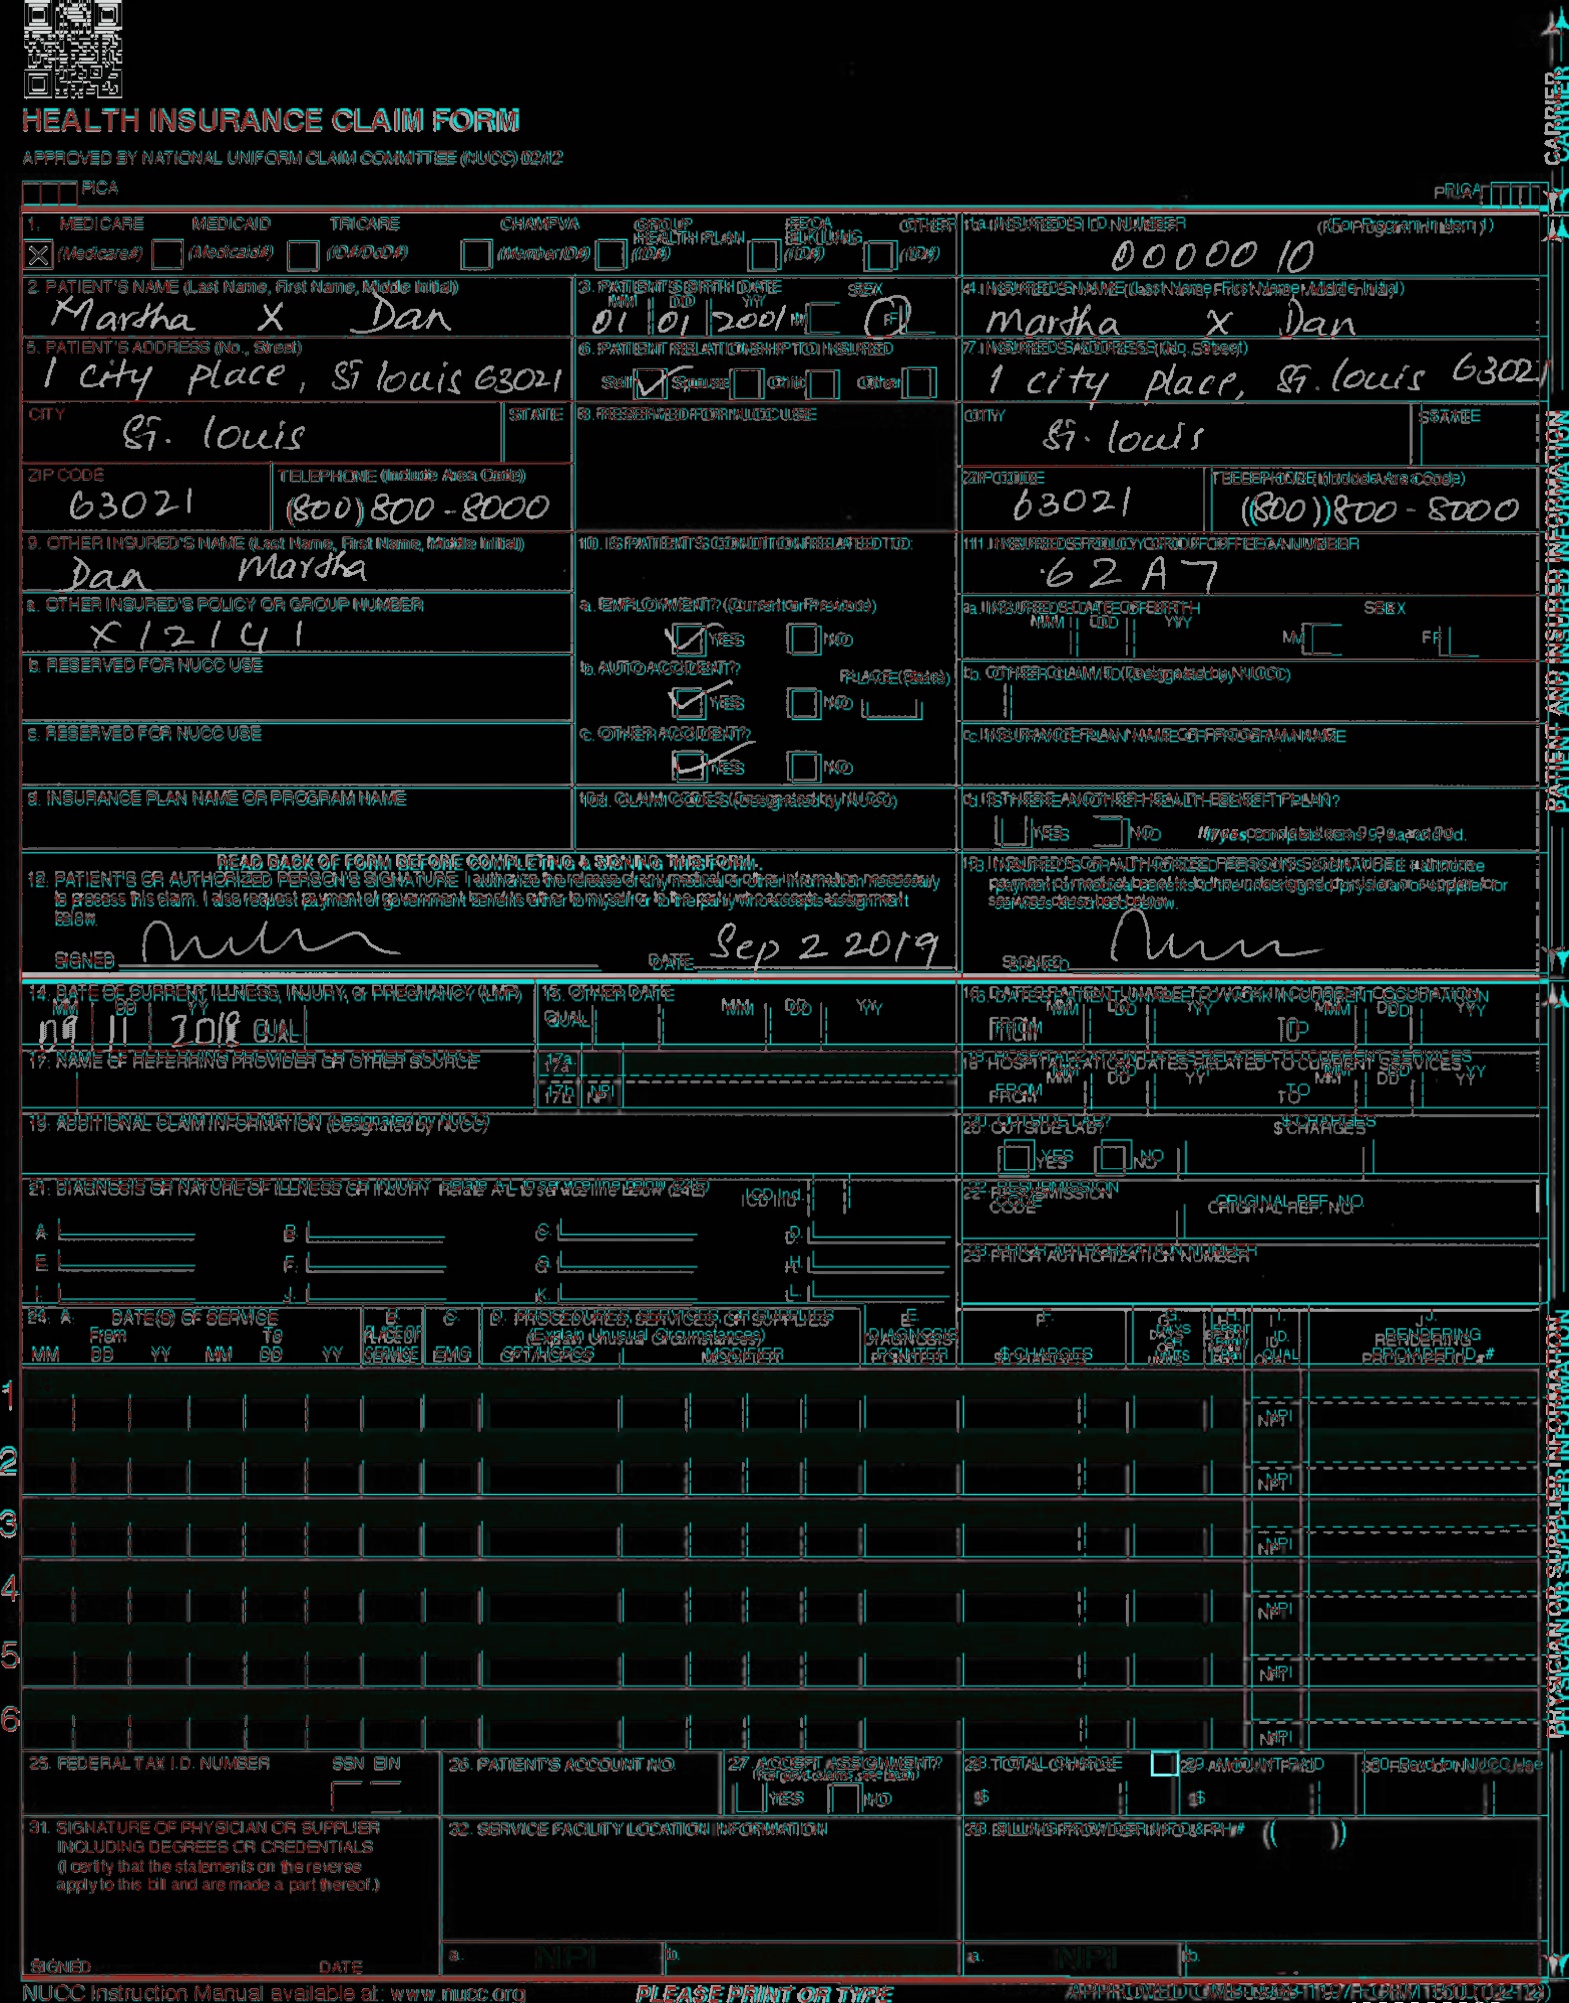 HEALTH INSURANCE CLAIM FORM
APPROVED BY NATIONAL UNIFORM CLAIM COMMITTEE (NUCC) 02/12
PICA PICA
1. MEDICARE MEDICAID TRICARE CHAMPVA GROUP HEALTH PLAN FECA BLK LUNG OTHER
(Medicare#) (Medicaid#) (ID#/DoD#) (Member ID#) (ID#) (ID#) (ID#)
1a. INSURED'S I.D. NUMBER (For Program in Item 1)
000010
2. PATIENT'S NAME (Last Name, First Name, Middle Initial)
Martha X Dan
3. PATIENT'S BIRTH DATE SEX
MM DD YY
01 01 2001 M F
4. INSURED'S NAME (Last Name, First Name, Middle Initial)
Martha X Dan
5. PATIENT'S ADDRESS (No., Street)
1 city place, St louis 63021
6. PATIENT RELATIONSHIP TO INSURED
Self Spouse Child Other
7. INSURED'S ADDRESS (No., Street)
1 city place, St. louis 63021
CITY STATE
St. louis
8. RESERVED FOR NUCC USE
CITY STATE
St. louis
ZIP CODE TELEPHONE (Include Area Code)
63021 (800) 800-8000
ZIP CODE TELEPHONE (Include Area Code)
63021 (800) 800-8000
9. OTHER INSURED'S NAME (Last Name, First Name, Middle Initial)
Dan Martha
10. IS PATIENT'S CONDITION RELATED TO:
11. INSURED'S POLICY GROUP OR FECA NUMBER
62A7
a. OTHER INSURED'S POLICY OR GROUP NUMBER
X12141
a. EMPLOYMENT? (Current or Previous)
YES NO
a. INSURED'S DATE OF BIRTH SEX
MM DD YY M F
b. RESERVED FOR NUCC USE
b. AUTO ACCIDENT? PLACE (State)
YES NO
b. OTHER CLAIM ID (Designated by NUCC)
c. RESERVED FOR NUCC USE
c. OTHER ACCIDENT?
YES NO
c. INSURANCE PLAN NAME OR PROGRAM NAME
d. INSURANCE PLAN NAME OR PROGRAM NAME
10d. CLAIM CODES (Designated by NUCC)
d. IS THERE ANOTHER HEALTH BENEFIT PLAN?
YES NO If yes, complete items 9, 9a, and 9d.
READ BACK OF FORM BEFORE COMPLETING & SIGNING THIS FORM.
12. PATIENT'S OR AUTHORIZED PERSON'S SIGNATURE I authorize the release of any medical or other information necessary
to process this claim. I also request payment of government benefits either to myself or to the party who accepts assignment
below.
SIGNED DATE Sep 2 2019
13. INSURED'S OR AUTHORIZED PERSON'S SIGNATURE I authorize
payment of medical benefits to the undersigned physician or supplier for
services described below.
SIGNED
14. DATE OF CURRENT ILLNESS, INJURY, or PREGNANCY (LMP)
MM DD YY
09 11 2018 QUAL.
15. OTHER DATE
QUAL. MM DD YY
16. DATES PATIENT UNABLE TO WORK IN CURRENT OCCUPATION
MM DD YY MM DD YY
FROM TO
17. NAME OF REFERRING PROVIDER OR OTHER SOURCE
17a.
17b. NPI
18. HOSPITALIZATION DATES RELATED TO CURRENT SERVICES
MM DD YY MM DD YY
FROM TO
19. ADDITIONAL CLAIM INFORMATION (Designated by NUCC)
20. OUTSIDE LAB? $ CHARGES
YES NO
21. DIAGNOSIS OR NATURE OF ILLNESS OR INJURY Relate A-L to service line below (24E) ICD Ind.
A. B. C. D.
E. F. G. H.
I. J. K. L.
22. RESUBMISSION CODE ORIGINAL REF. NO.
23. PRIOR AUTHORIZATION NUMBER
24. A. DATE(S) OF SERVICE
From To
MM DD YY MM DD YY
B. PLACE OF SERVICE
C. EMG
D. PROCEDURES, SERVICES, OR SUPPLIES
(Explain Unusual Circumstances)
CPT/HCPCS MODIFIER
E. DIAGNOSIS POINTER
F. $ CHARGES
G. DAYS OR UNITS
H.
I. ID. QUAL.
J. RENDERING PROVIDER ID. #
1 NPI
2 NPI
3 NPI
4 NPI
5 NPI
6 NPI
25. FEDERAL TAX I.D. NUMBER SSN EIN
26. PATIENT'S ACCOUNT NO.
27. ACCEPT ASSIGNMENT?
(For govt. claims, see back)
YES NO
28. TOTAL CHARGE
$
29. AMOUNT PAID
$
30. Rsvd for NUCC Use
31. SIGNATURE OF PHYSICIAN OR SUPPLIER
INCLUDING DEGREES OR CREDENTIALS
(I certify that the statements on the reverse
apply to this bill and are made a part thereof.)
SIGNED DATE
32. SERVICE FACILITY LOCATION INFORMATION
a. NPI b.
33. BILLING PROVIDER INFO & PH # ( )
a. NPI b.
NUCC Instruction Manual available at: www.nucc.org
PLEASE PRINT OR TYPE
APPROVED OMB-0938-1197 FORM 1500 (02-12)
CARRIER
PATIENT AND INSURED INFORMATION
PHYSICIAN OR SUPPLIER INFORMATION